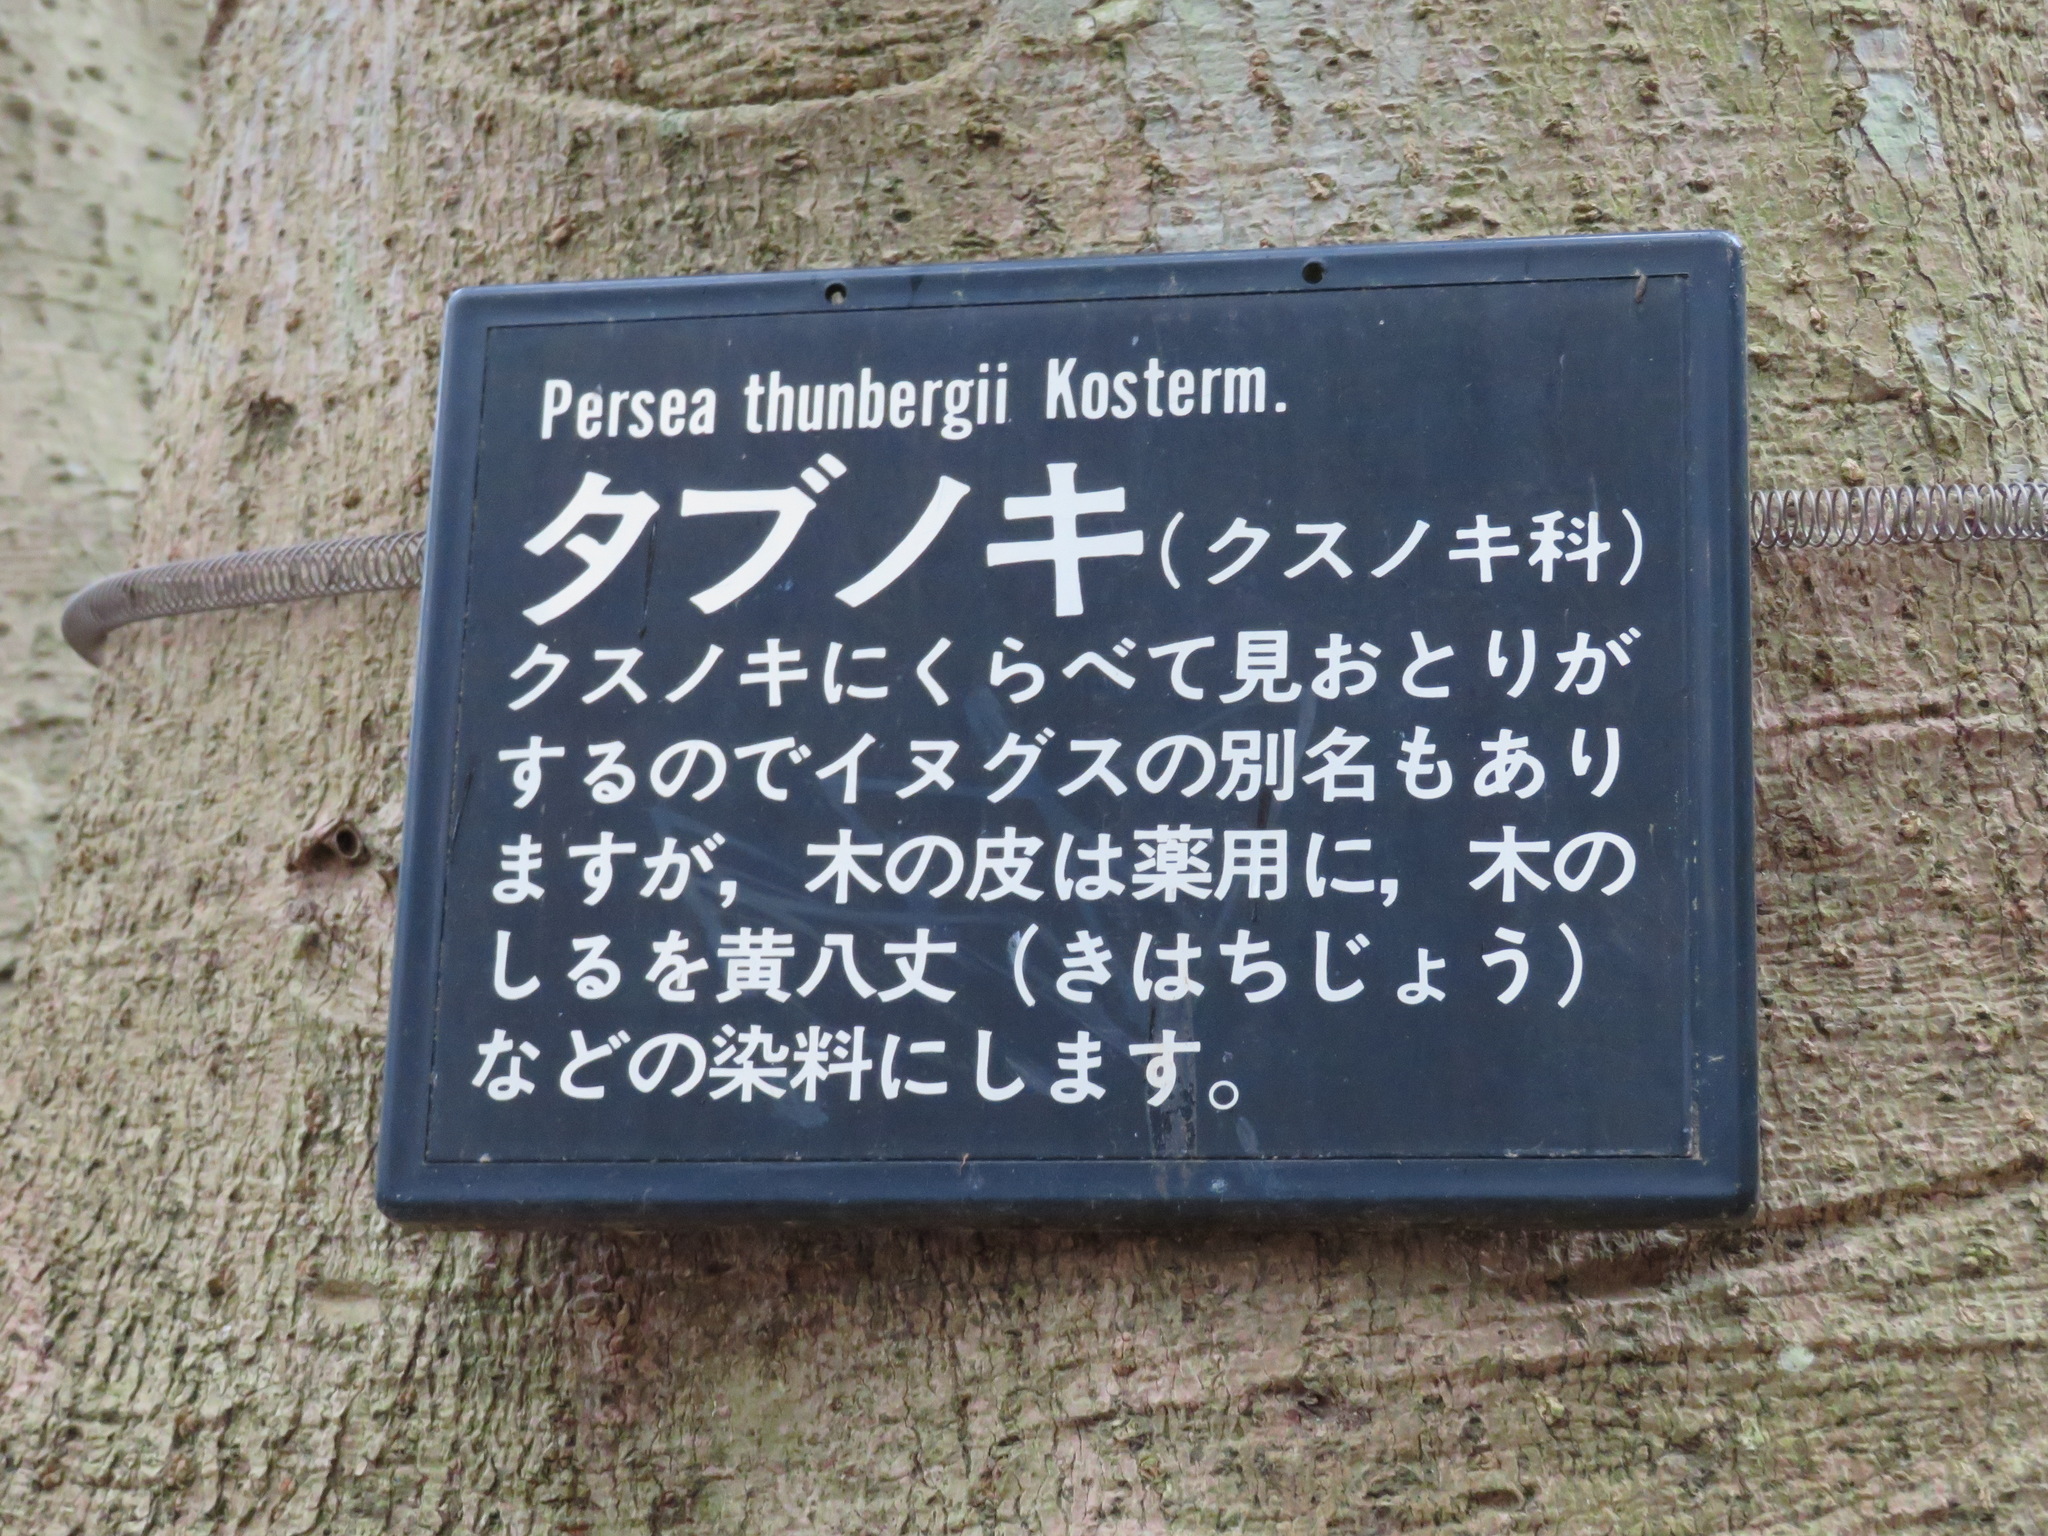 Persea thunbergii Kosterm.
タブノキ(クスノキ科)
クスノキにくらべて見おとりが
するのでイヌグスの別名もあり
ますが, 木の皮は薬用に, 木の
しるを黄八丈(きはちじょう)
などの染料にします。